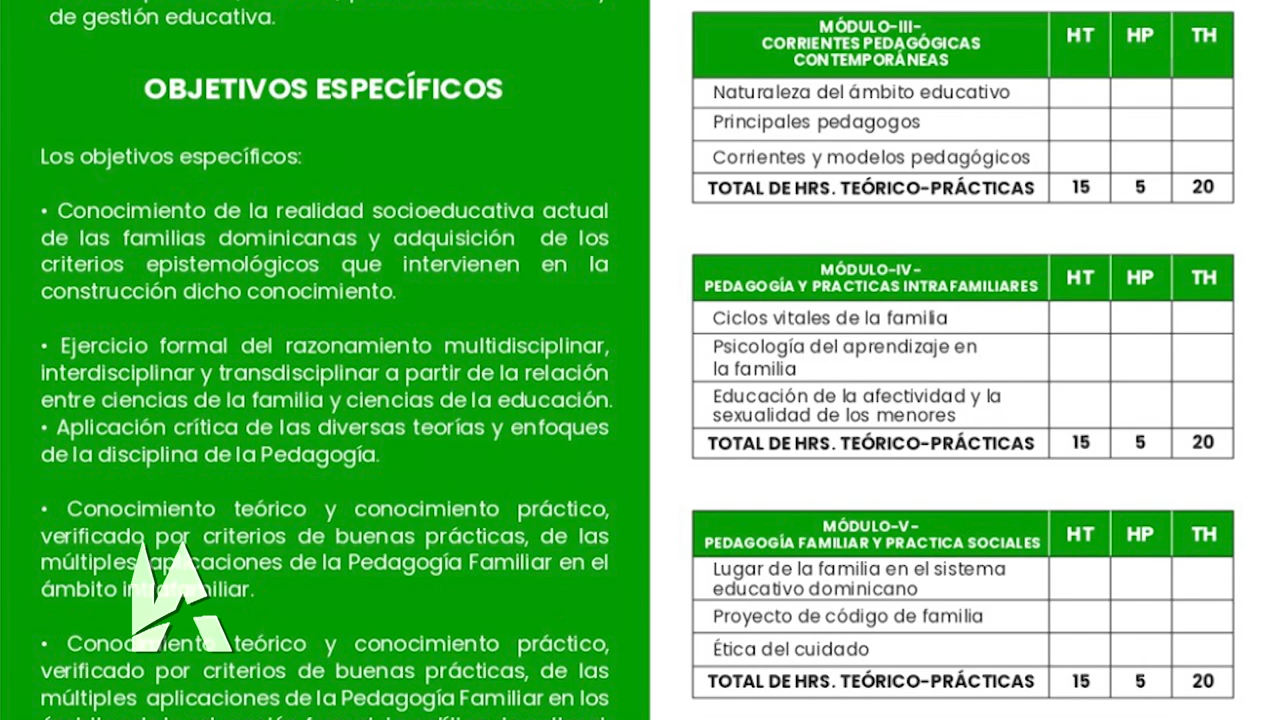 de gestión educativa.
OBJETIVOS ESPECÍFICOS
Los objetivos específicos:
• Conocimiento de la realidad socioeducativa actual
de las familias dominicanas y adquisición de los
criterios epistemológicos que intervienen en la
construcción dicho conocimiento.
• Ejercicio formal del razonamiento multidisciplinar,
interdisciplinar y transdisciplinar a partir de la relación
entre ciencias de la familia y ciencias de la educación.
• Aplicación crítica de las diversas teorías y enfoques
de la disciplina de la Pedagogía.
• Conocimiento teórico y conocimiento práctico,
verificado por criterios de buenas prácticas, de las
múltiples aplicaciones de la Pedagogía Familiar en el
ámbito intrafamiliar.
• Conocimiento teórico y conocimiento práctico,
verificado por criterios de buenas prácticas, de las
múltiples aplicaciones de la Pedagogía Familiar en los
MÓDULO-III-
CORRIENTES PEDAGÓGICAS
CONTEMPORÁNEAS
HT HP TH
Naturaleza del ámbito educativo
Principales pedagogos
Corrientes y modelos pedagógicos
TOTAL DE HRS. TEÓRICO-PRÁCTICAS 15 5 20
MÓDULO-IV-
PEDAGOGÍA Y PRACTICAS INTRAFAMILIARES
HT HP TH
Ciclos vitales de la familia
Psicología del aprendizaje en
la familia
Educación de la afectividad y la
sexualidad de los menores
TOTAL DE HRS. TEÓRICO-PRÁCTICAS 15 5 20
MÓDULO-V-
PEDAGOGÍA FAMILIAR Y PRACTICA SOCIALES
HT HP TH
Lugar de la familia en el sistema
educativo dominicano
Proyecto de código de familia
Ética del cuidado
TOTAL DE HRS. TEÓRICO-PRÁCTICAS 15 5 20